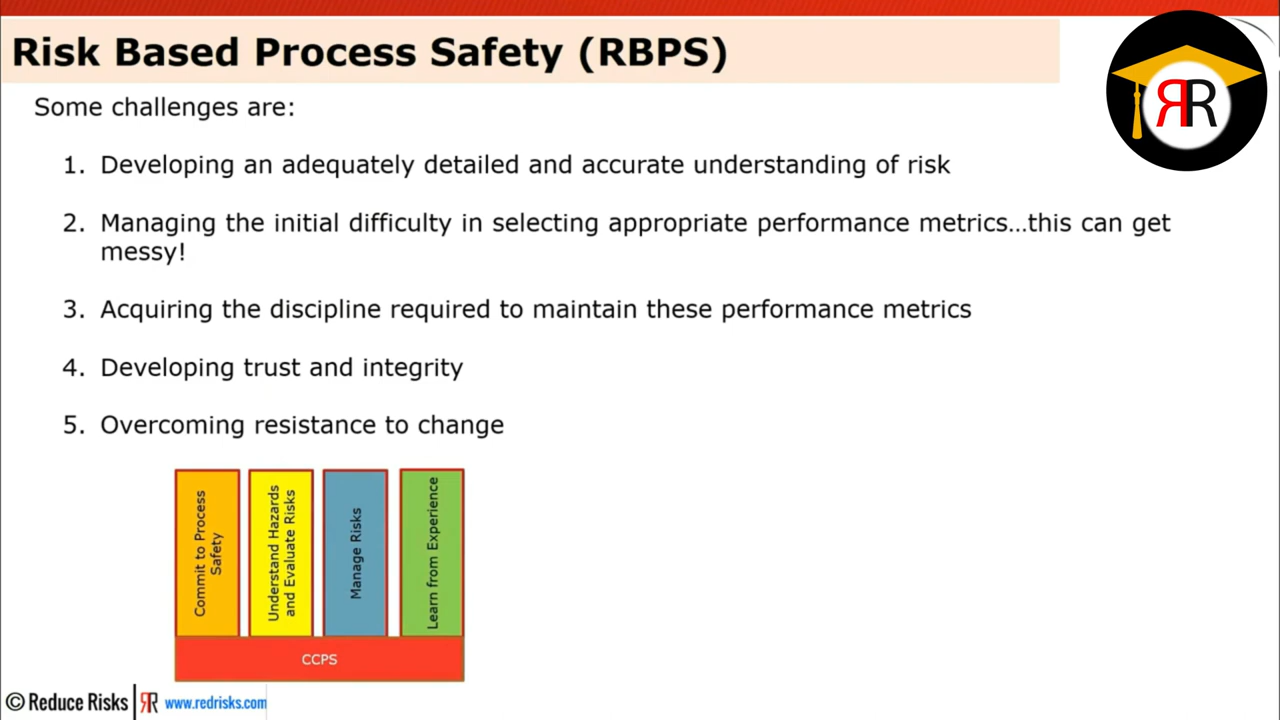 Risk Based Process Safety (RBPS)
Some challenges are:
1. Developing an adequately detailed and accurate understanding of risk
2. Managing the initial difficulty in selecting appropriate performance metrics...this can get
messy!
3. Acquiring the discipline required to maintain these performance metrics
4. Developing trust and integrity
5. Overcoming resistance to change
Commit to Process
Safety
Understand Hazards
and Evaluate Risks
Manage Risks
Learn from Experience
CCPS
© Reduce Risks | ЯR www.redrisks.com
ЯR